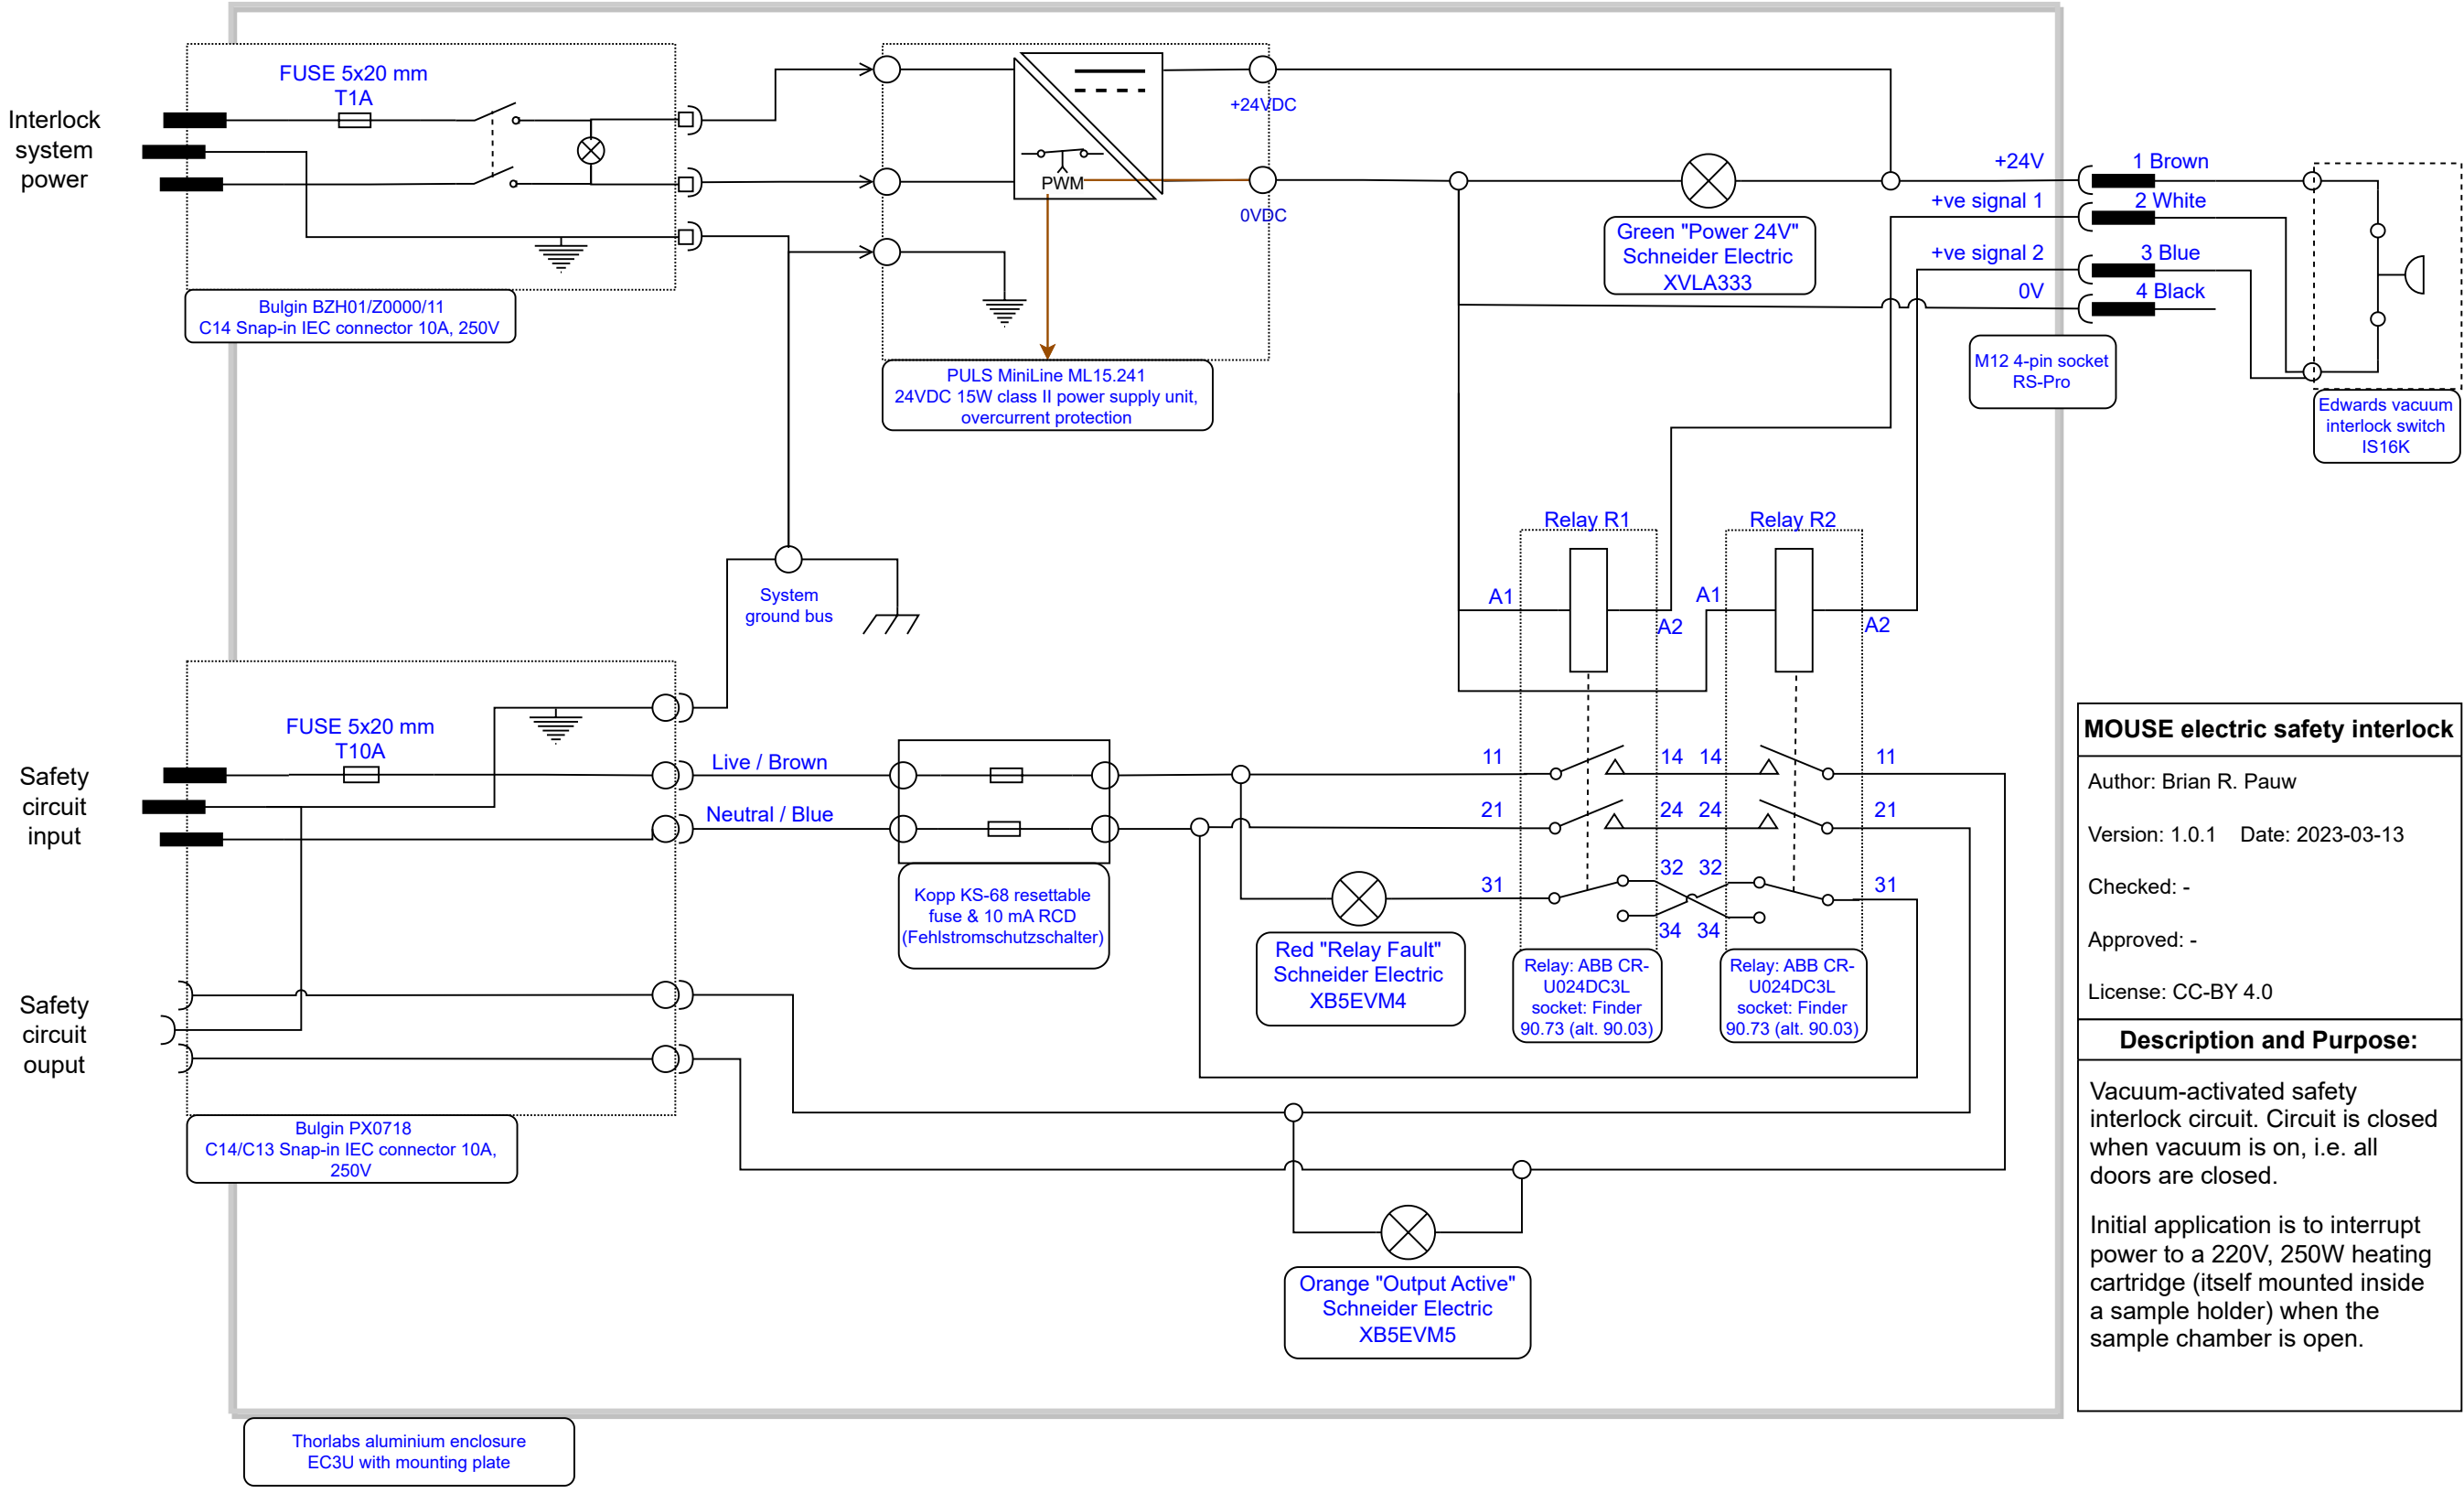 Interlock
system
power
FUSE 5x20 mm
T1A
Bulgin BZH01/Z0000/11
C14 Snap-in IEC connector 10A, 250V
PWM
+24VDC
0VDC
PULS MiniLine ML15.241
24VDC 15W class II power supply unit,
overcurrent protection
Green "Power 24V"
Schneider Electric
XVLA333
+24V
+ve signal 1
+ve signal 2
0V
1 Brown
2 White
3 Blue
4 Black
M12 4-pin socket
RS-Pro
Edwards vacuum
interlock switch
IS16K
System
ground bus
Relay R1
Relay R2
A1
A2
A1
A2
Safety
circuit
input
FUSE 5x20 mm
T10A
Live / Brown
Neutral / Blue
Kopp KS-68 resettable
fuse & 10 mA RCD
(Fehlstromschutzschalter)
11
14
14
11
21
24
24
21
31
32
32
31
34
34
Red "Relay Fault"
Schneider Electric
XB5EVM4
Relay: ABB CR-
U024DC3L
socket: Finder
90.73 (alt. 90.03)
Relay: ABB CR-
U024DC3L
socket: Finder
90.73 (alt. 90.03)
Safety
circuit
ouput
Bulgin PX0718
C14/C13 Snap-in IEC connector 10A,
250V
Orange "Output Active"
Schneider Electric
XB5EVM5
Thorlabs aluminium enclosure
EC3U with mounting plate
MOUSE electric safety interlock
Author: Brian R. Pauw
Version: 1.0.1 Date: 2023-03-13
Checked: -
Approved: -
License: CC-BY 4.0
Description and Purpose:
Vacuum-activated safety
interlock circuit. Circuit is closed
when vacuum is on, i.e. all
doors are closed.
Initial application is to interrupt
power to a 220V, 250W heating
cartridge (itself mounted inside
a sample holder) when the
sample chamber is open.